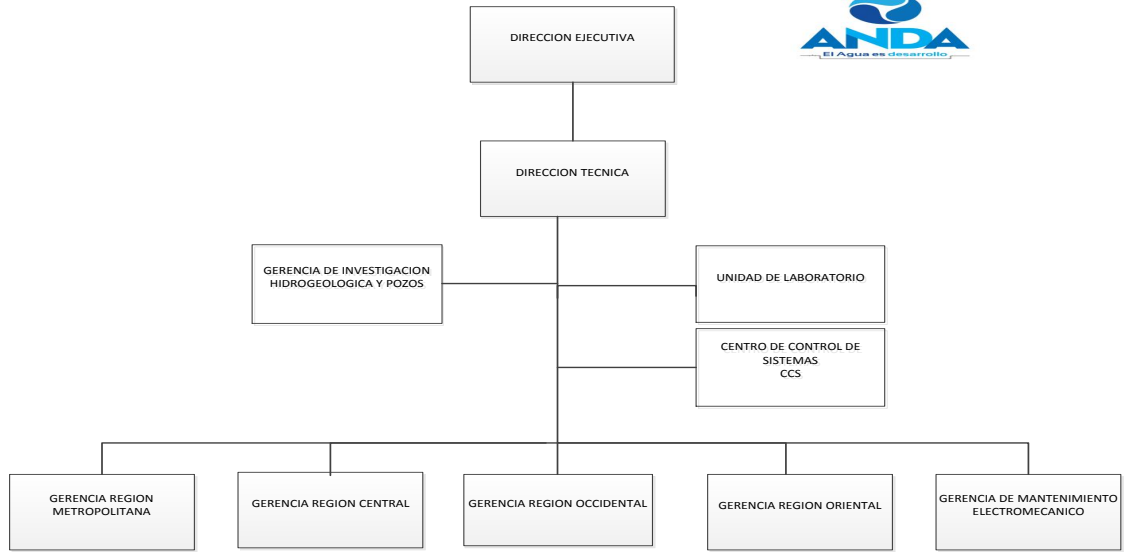 DIRECCION EJECUTIVA
ANDA
El Agua es desarrollo
DIRECCION TECNICA
GERENCIA DE INVESTIGACION
HIDROGEOLOGICA Y POZOS
UNIDAD DE LABORATORIO
CENTRO DE CONTROL DE
SISTEMAS
CCS
GERENCIA REGION
METROPOLITANA
GERENCIA REGION CENTRAL
GERENCIA REGION OCCIDENTAL
GERENCIA REGION ORIENTAL
GERENCIA DE MANTENIMIENTO
ELECTROMECANICO